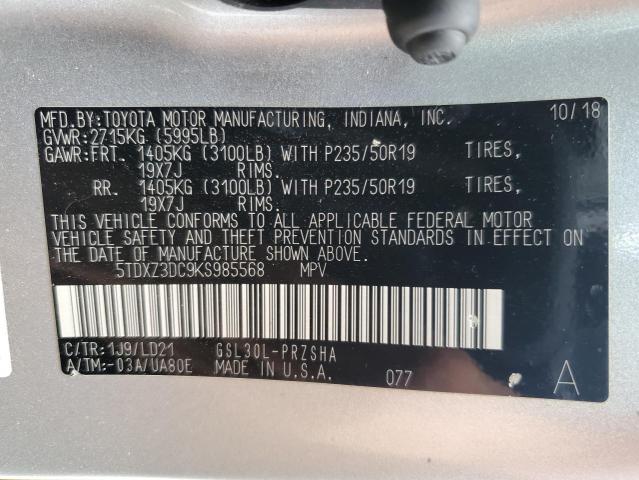 MFD.BY:TOYOTA MOTOR MANUFACTURING, INDIANA, INC. 10/18
GVWR:2715KG (5995LB)
GAWR:FRT. 1405KG (3100LB) WITH P235/50R19 TIRES,
19X7J RIMS.
RR. 1405KG (3100LB) WITH P235/50R19 TIRES,
19X7J RIMS.
THIS VEHICLE CONFORMS TO ALL APPLICABLE FEDERAL MOTOR
VEHICLE SAFETY AND THEFT PREVENTION STANDARDS IN EFFECT ON
THE DATE OF MANUFACTURE SHOWN ABOVE.
5TDXZ3DC9KS985568 MPV
C/TR:1J9/LD21 GSL30L-PRZSHA
A/TM:-03A/UA80E MADE IN U.S.A. 077 A